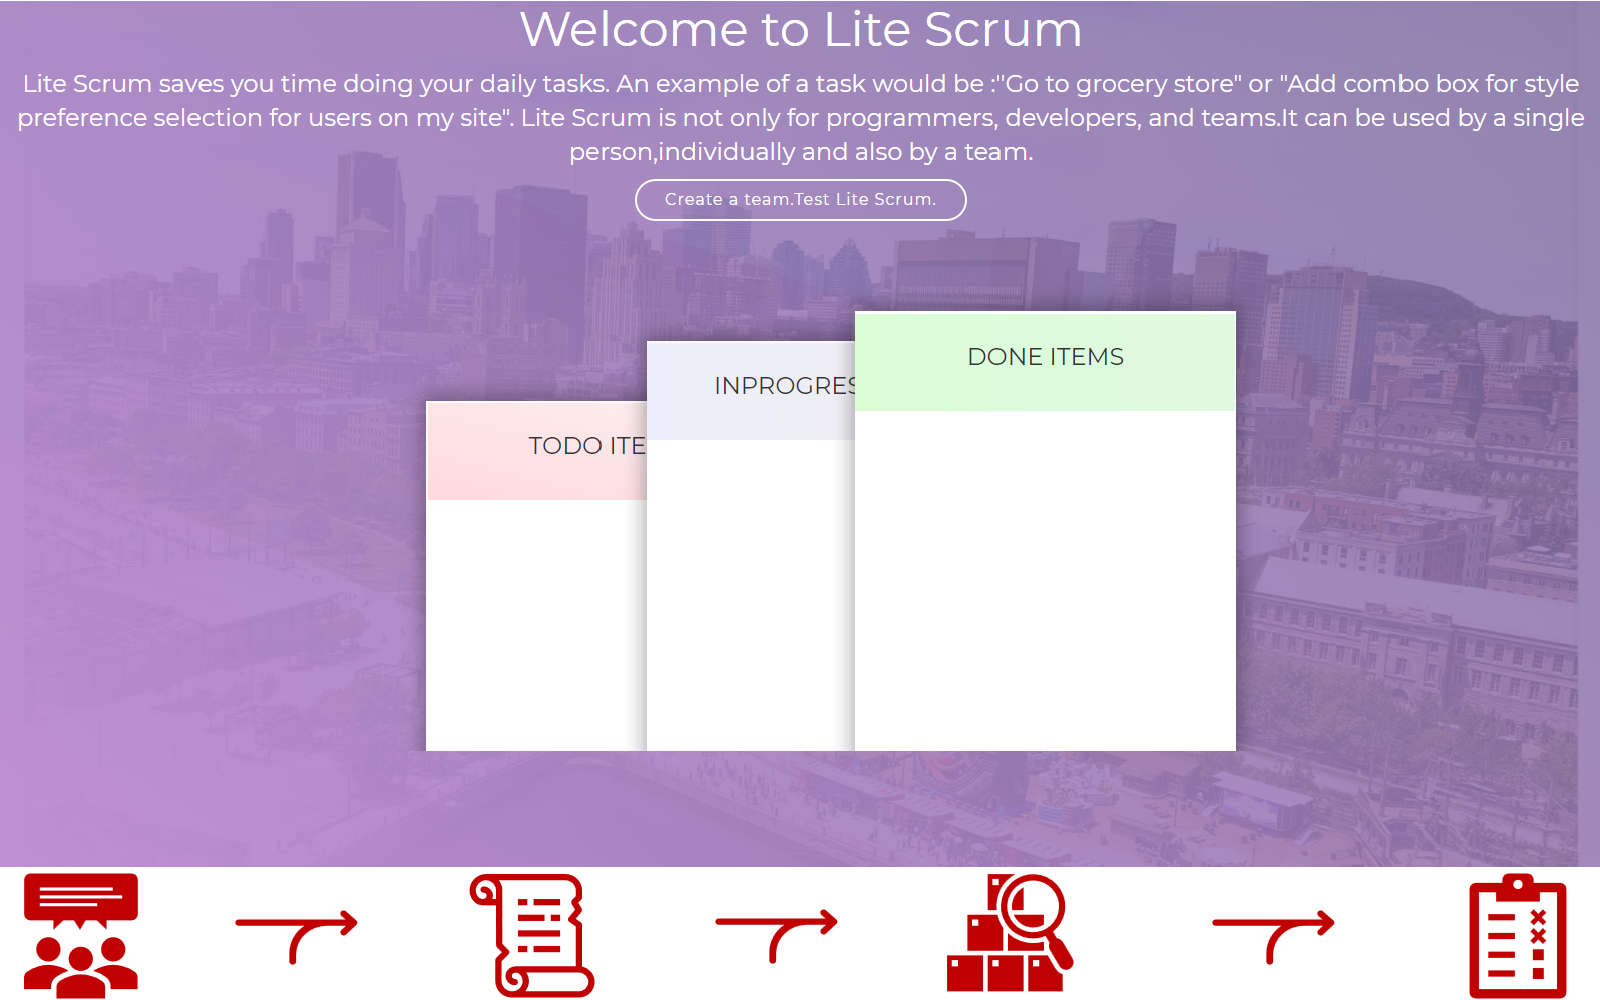 Welcome to Lite Scrum
Lite Scrum saves you time doing your daily tasks. An example of a task would be :"Go to grocery store" or "Add combo box for style
preference selection for users on my site". Lite Scrum is not only for programmers, developers, and teams.It can be used by a single
person,individually and also by a team.
Create a team.Test Lite Scrum.
DONE ITEMS
INPROGRES
TODO ITE